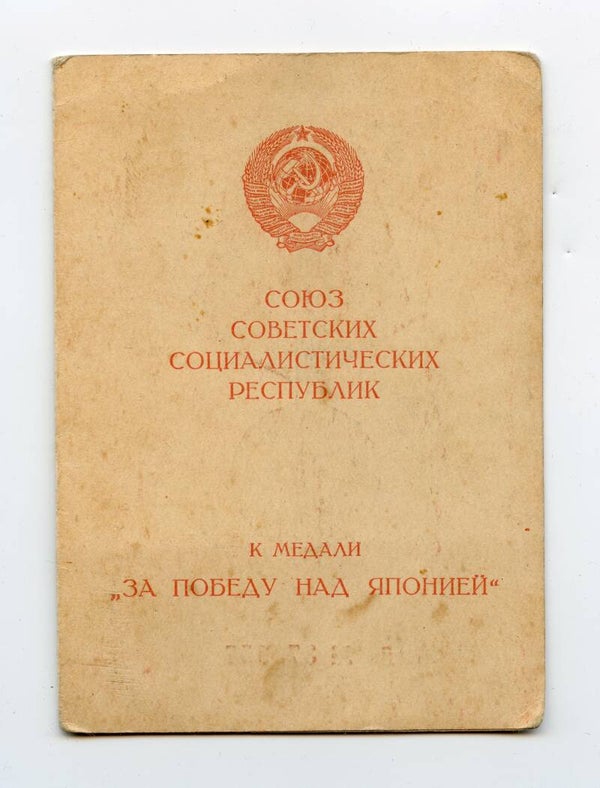 СОЮЗ
СОВЕТСКИХ
СОЦИАЛИСТИЧЕСКИХ
РЕСПУБЛИК
К МЕДАЛИ
„ЗА ПОБЕДУ НАД ЯПОНИЕЙ“